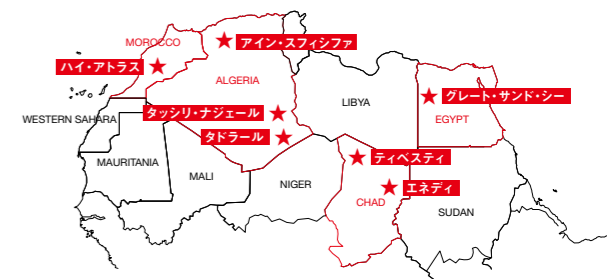 アイン・スフィシファ
MOROCCO
ハイ・アトラス
ALGERIA
グレート・サンド・シー
LIBYA
タッシリ・ナジェール
WESTERN SAHARA
EGYPT
タドラール
ティベスティ
MAURITANIA
MALI
NIGER
エネディ
CHAD
SUDAN